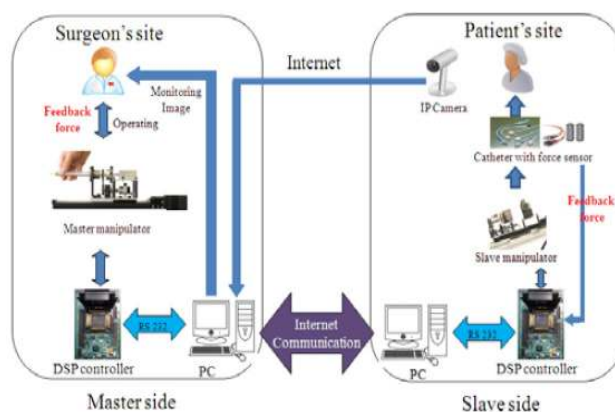 Surgeon's site
Patient's site
Internet
Monitoring
Image
Feedback
force
Operating
IP Camera
Catheter with force sensor
Feedback
force
Master manipulator
Slave manipulator
RS 232
Internet
Communication
RS 232
DSP controller
PC
PC
DSP controller
Master side
Slave side